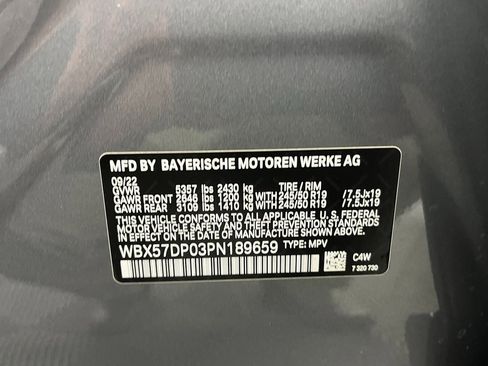 MFD BY BAYERISCHE MOTOREN WERKE AG
09/22
GVWR 5357 lbs 2430 kg TIRE / RIM
GAWR FRONT 2646 lbs 1200 kg 245/50 R19 /7.5Jx19
GAWR REAR 3109 lbs 1410 kg 245/50 R19 /7.5Jx19
THIS VEHICLE CONFORMS TO ALL APPLICABLE U.S. FEDERAL
MOTOR VEHICLE SAFETY AND THEFT PREVENTION STANDARDS
IN EFFECT ON THE DATE OF MANUFACTURE SHOWN ABOVE.
WBX57DP03PN189659 TYPE: MPV
C4W
7 320 730